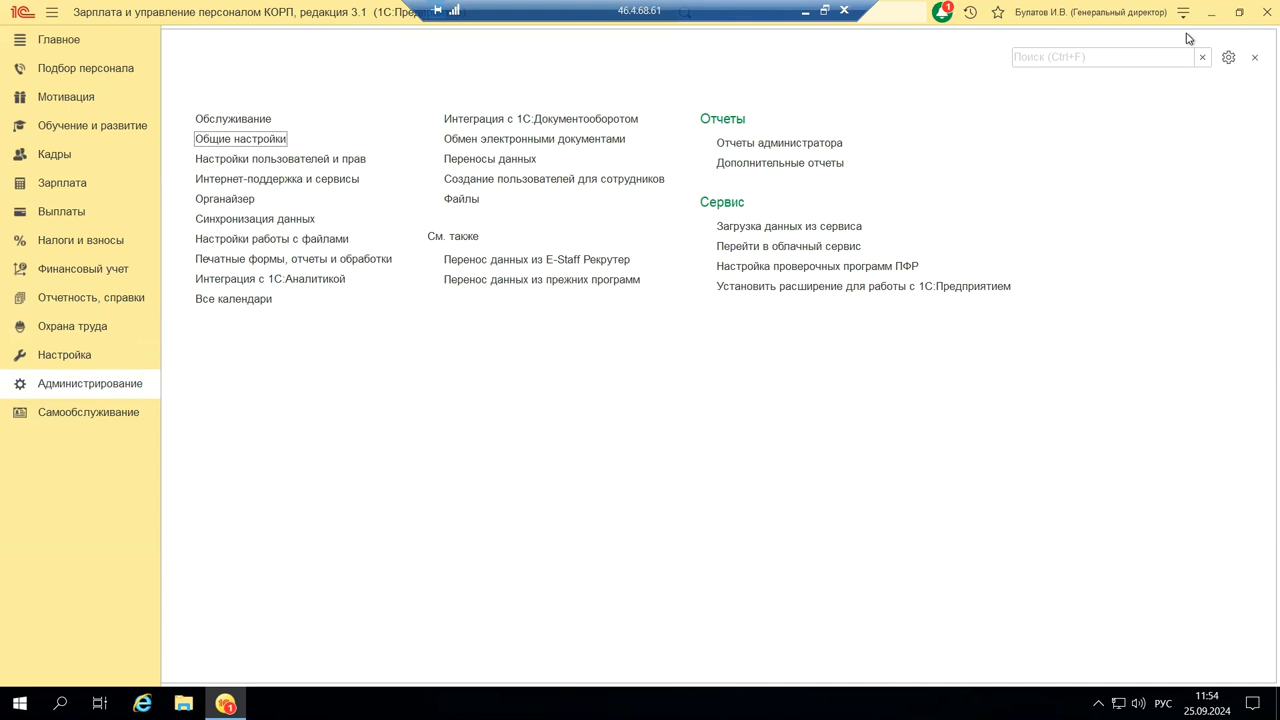 Зарплата и управление персоналом КОРП, редакция 3.1 (1С:Пред
46.4.68.61
1
Булатов И.В. (Генеральный директор)
Главное
Подбор персонала
Мотивация
Обучение и развитие
Кадры
Зарплата
Выплаты
Налоги и взносы
Финансовый учет
Отчетность, справки
Охрана труда
Настройка
Администрирование
Самообслуживание
Поиск (Ctrl+F)
Обслуживание
Общие настройки
Настройки пользователей и прав
Интернет-поддержка и сервисы
Органайзер
Синхронизация данных
Настройки работы с файлами
Печатные формы, отчеты и обработки
Интеграция с 1С:Аналитикой
Все календари
Интеграция с 1С:Документооборотом
Обмен электронными документами
Переносы данных
Создание пользователей для сотрудников
Файлы
См. также
Перенос данных из E-Staff Рекрутер
Перенос данных из прежних программ
Отчеты
Отчеты администратора
Дополнительные отчеты
Сервис
Загрузка данных из сервиса
Перейти в облачный сервис
Настройка проверочных программ ПФР
Установить расширение для работы с 1С:Предприятием
1
РУС
11:54
25.09.2024